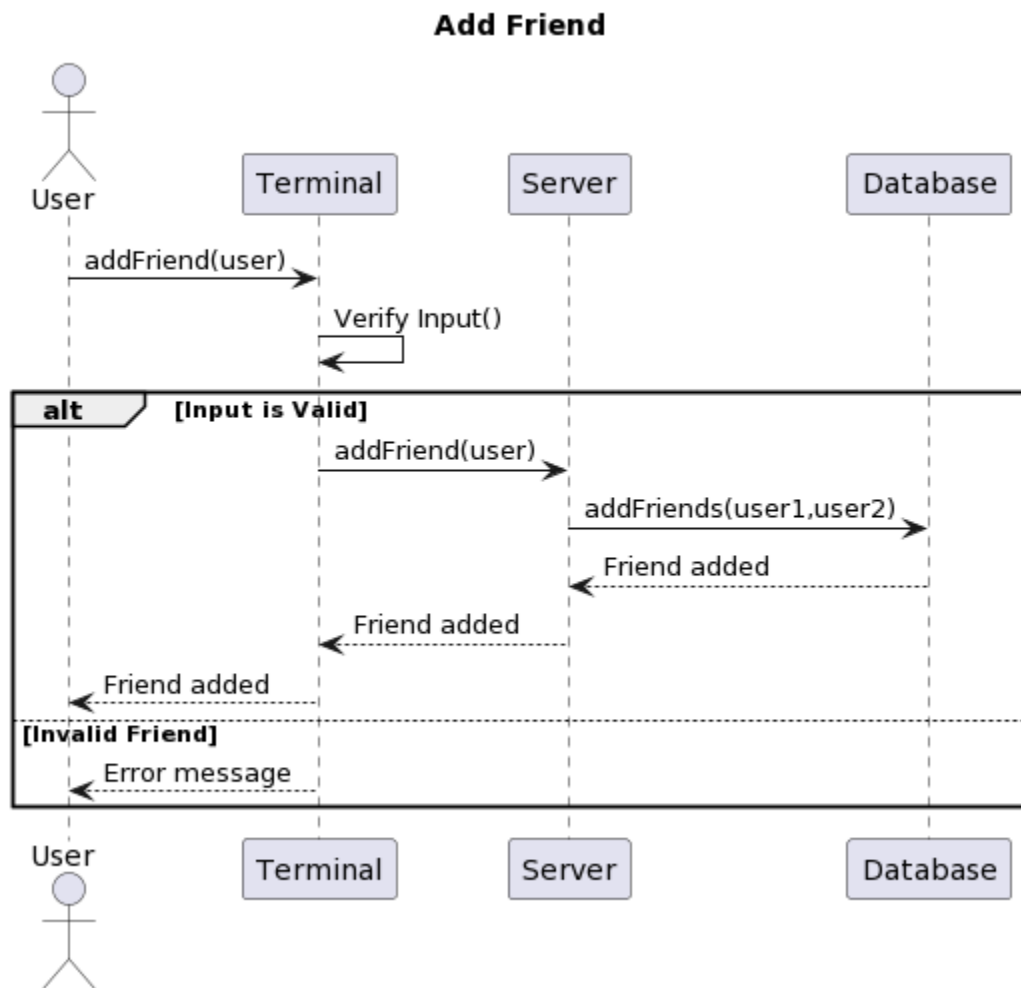 Add Friend
User
Terminal
Server
Database
addFriend(user)
Verify Input()
alt [Input is Valid]
addFriend(user)
addFriends(user1,user2)
Friend added
Friend added
Friend added
[Invalid Friend]
Error message
User
Terminal
Server
Database